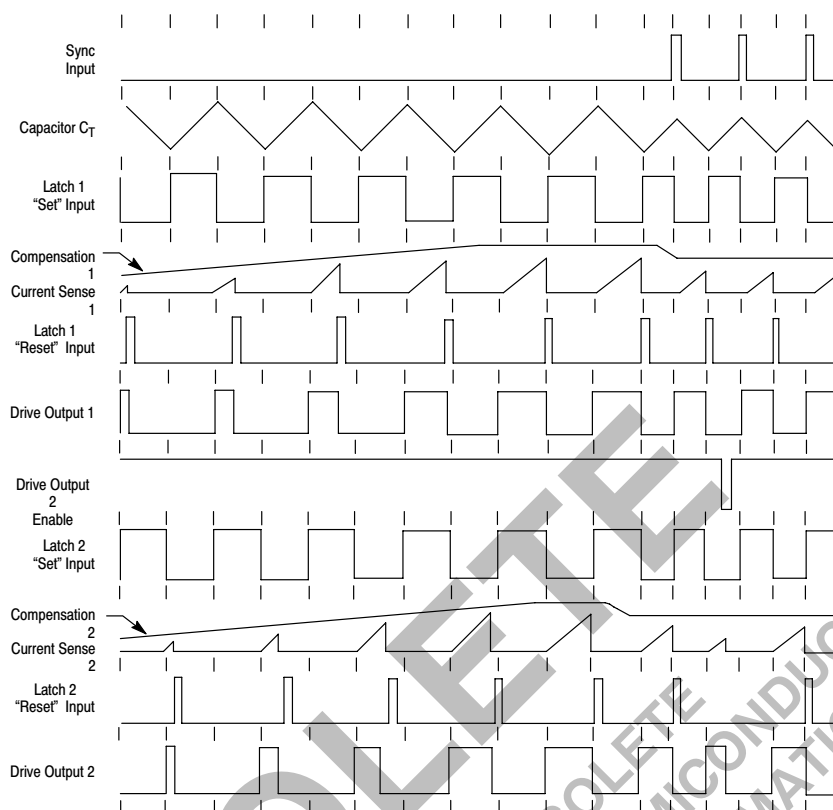 Sync
Input
Capacitor CT
Latch 1
“Set” Input
Compensation
1
Current Sense
1
Latch 1
“Reset” Input
Drive Output 1
Drive Output
2
Enable
Latch 2
“Set” Input
Compensation
2
Current Sense
2
Latch 2
“Reset” Input
Drive Output 2